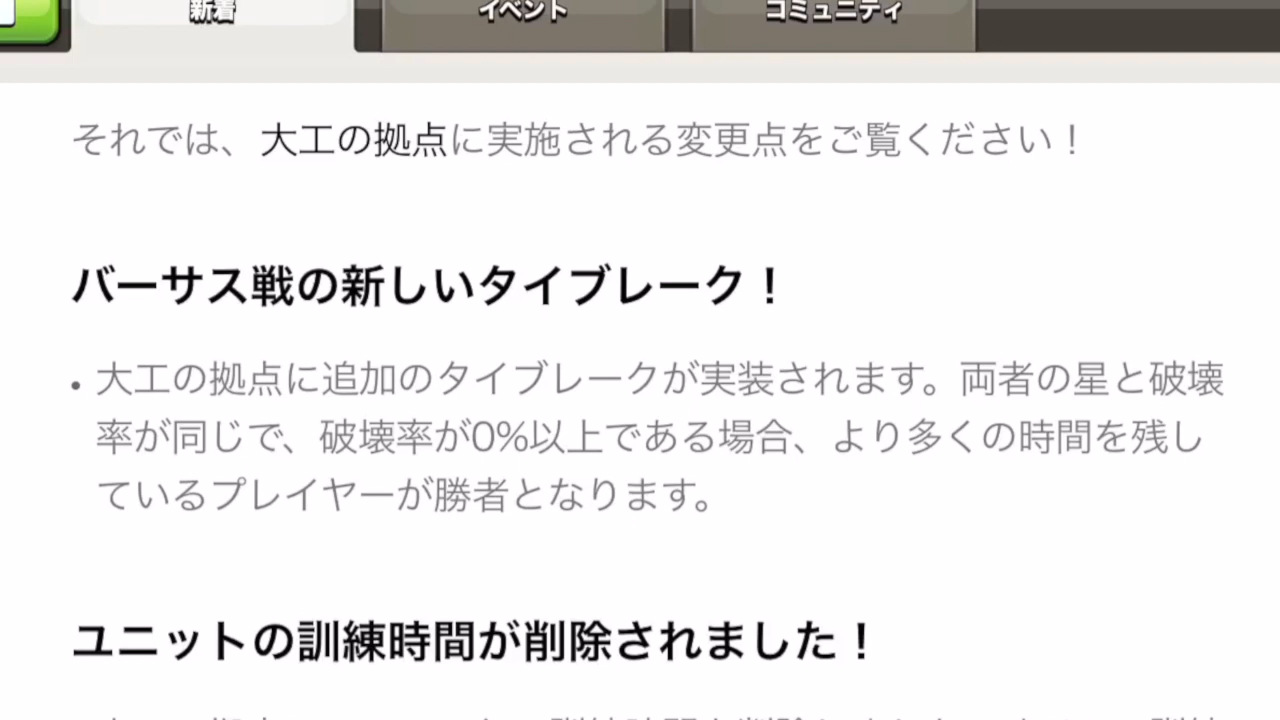 新着
イベント
コミュニティ
それでは、大工の拠点に実施される変更点をご覧ください！
バーサス戦の新しいタイブレーク！
• 大工の拠点に追加のタイブレークが実装されます。両者の星と破壊
率が同じで、破壊率が0%以上である場合、より多くの時間を残し
ているプレイヤーが勝者となります。
ユニットの訓練時間が削除されました！